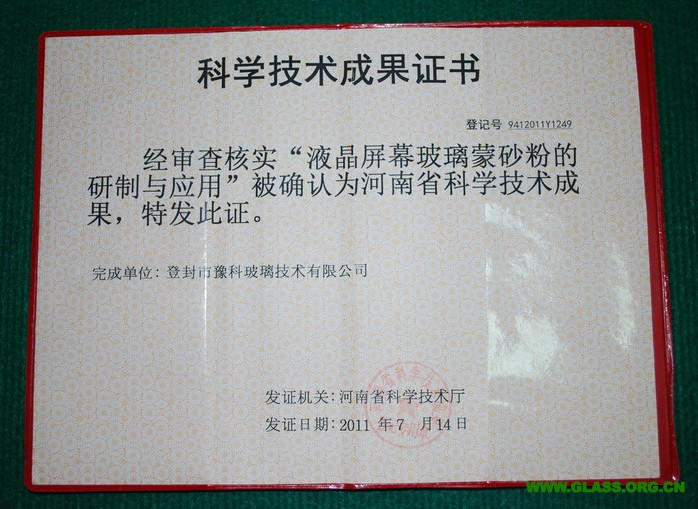 科学技术成果证书
登记号 9412011Y1249
经审查核实“液晶屏幕玻璃蒙砂粉的
研制与应用”被确认为河南省科学技术成
果，特发此证。
完成单位：登封市豫科玻璃技术有限公司
发证机关：河南省科学技术厅
发证日期：2011 年 7 月 14 日
WWW.GLASS.ORG.CN